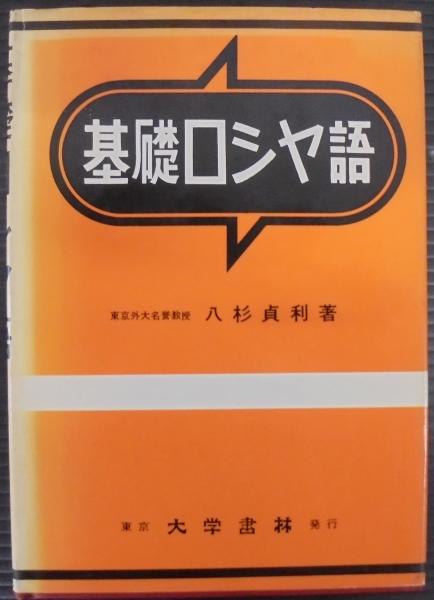 基礎ロシヤ語
東京外大名誉教授 八杉貞利著
東京 大学書林 発行